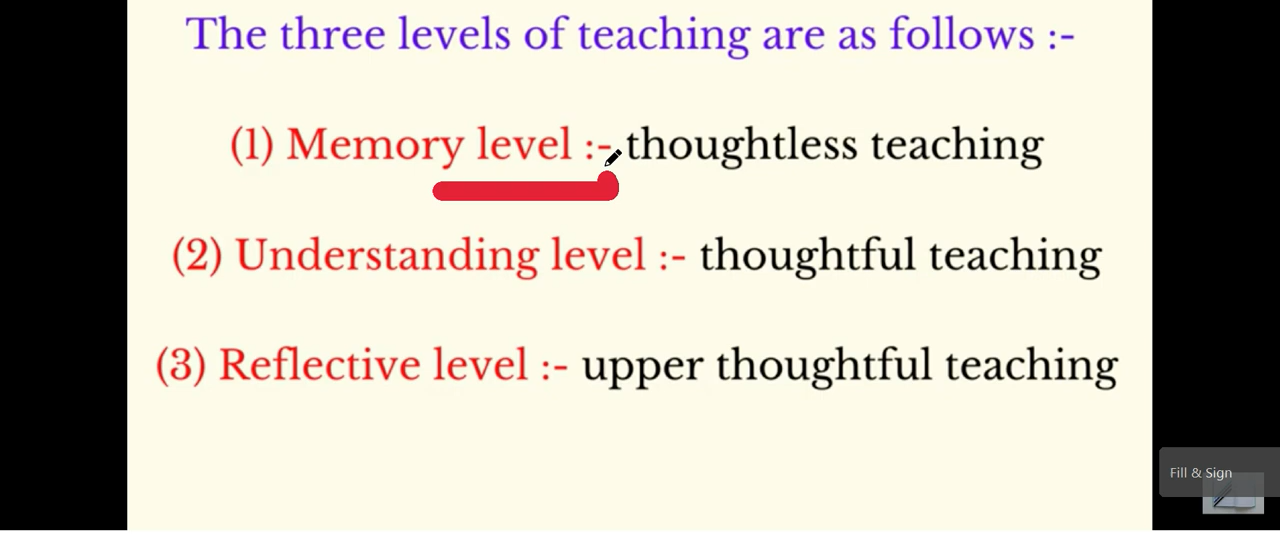 The three levels of teaching are as follows :-
(1) Memory level :- thoughtless teaching
(2) Understanding level :- thoughtful teaching
(3) Reflective level :- upper thoughtful teaching
Fill & Sign